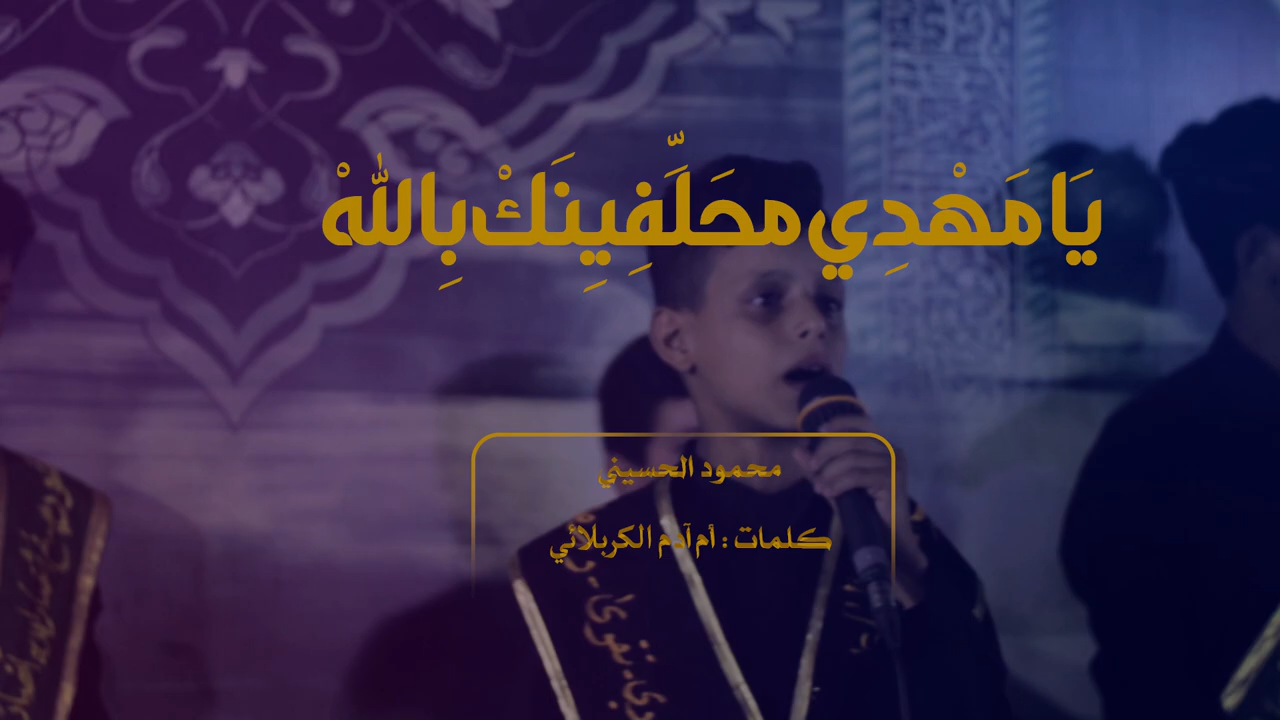 يَا مَهْدِي محَلَّفِينَكْ بِاللهْ
محمود الحسيني
كلمات : أم آدم الكربلائي